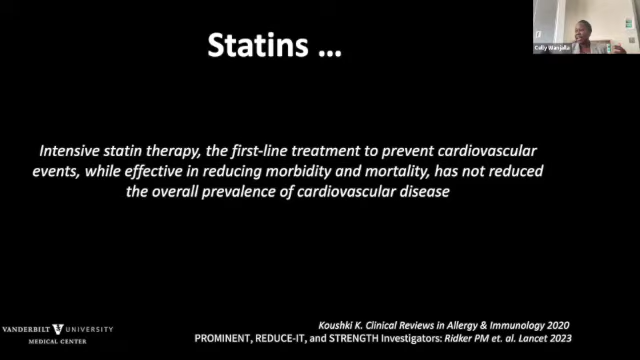 Statins ...
Celly Wanjalla
Intensive statin therapy, the first-line treatment to prevent cardiovascular
events, while effective in reducing morbidity and mortality, has not reduced
the overall prevalence of cardiovascular disease
Koushki K. Clinical Reviews in Allergy & Immunology 2020
PROMINENT, REDUCE-IT, and STRENGTH Investigators: Ridker PM et. al. Lancet 2023
VANDERBILT UNIVERSITY
MEDICAL CENTER